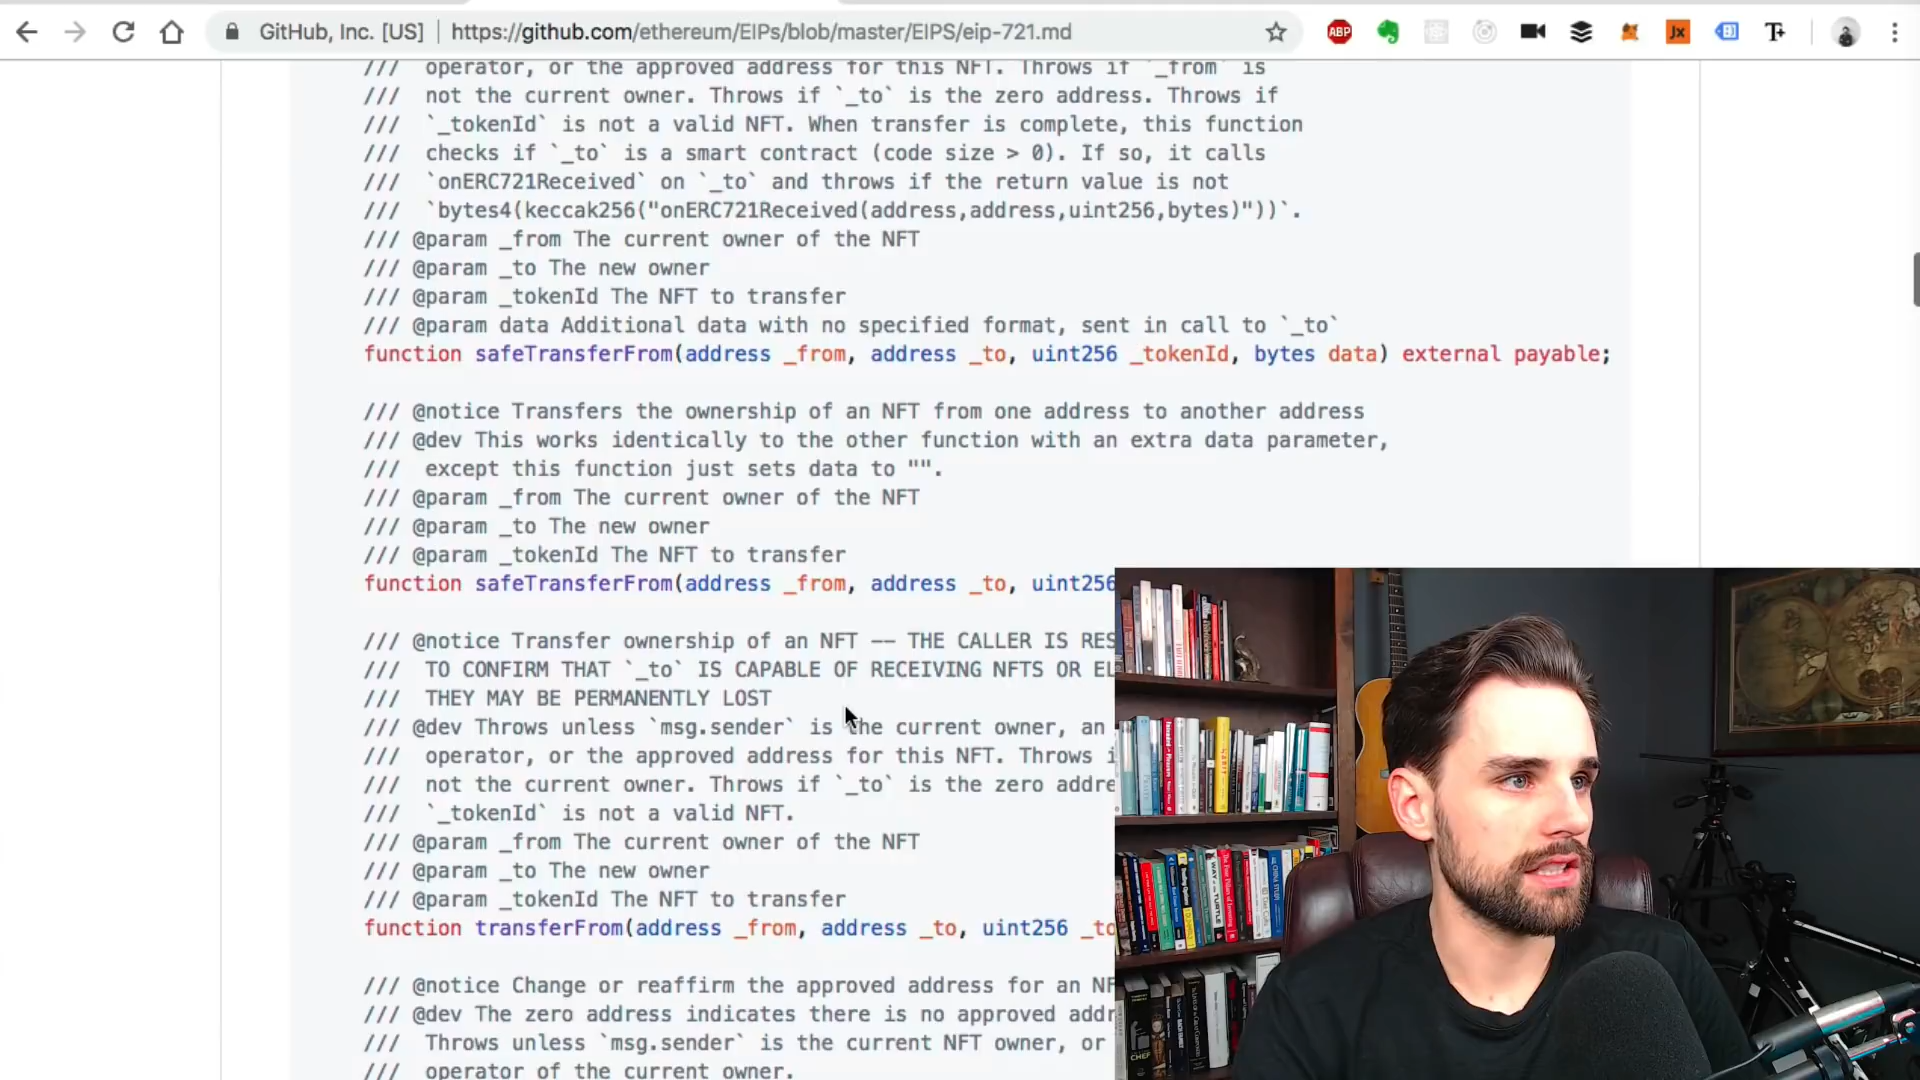 GitHub, Inc. [US] | https://github.com/ethereum/EIPs/blob/master/EIPS/eip-721.md
ABP
Jx
/// operator, or the approved address for this NFT. Throws if `_from` is
/// not the current owner. Throws if `_to` is the zero address. Throws if
/// `_tokenId` is not a valid NFT. When transfer is complete, this function
/// checks if `_to` is a smart contract (code size > 0). If so, it calls
/// `onERC721Received` on `_to` and throws if the return value is not
/// `bytes4(keccak256("onERC721Received(address,address,uint256,bytes)"))`.
/// @param _from The current owner of the NFT
/// @param _to The new owner
/// @param _tokenId The NFT to transfer
/// @param data Additional data with no specified format, sent in call to `_to`
function safeTransferFrom(address _from, address _to, uint256 _tokenId, bytes data) external payable;
/// @notice Transfers the ownership of an NFT from one address to another address
/// @dev This works identically to the other function with an extra data parameter,
/// except this function just sets data to "".
/// @param _from The current owner of the NFT
/// @param _to The new owner
/// @param _tokenId The NFT to transfer
function safeTransferFrom(address _from, address _to, uint256
/// @notice Transfer ownership of an NFT -- THE CALLER IS RES
/// TO CONFIRM THAT `_to` IS CAPABLE OF RECEIVING NFTS OR EL
/// THEY MAY BE PERMANENTLY LOST
/// @dev Throws unless `msg.sender` is the current owner, an
/// operator, or the approved address for this NFT. Throws i
/// not the current owner. Throws if `_to` is the zero addre
/// `_tokenId` is not a valid NFT.
/// @param _from The current owner of the NFT
/// @param _to The new owner
/// @param _tokenId The NFT to transfer
function transferFrom(address _from, address _to, uint256 _to
/// @notice Change or reaffirm the approved address for an NF
/// @dev The zero address indicates there is no approved addr
/// Throws unless `msg.sender` is the current NFT owner, or
/// operator of the current owner.